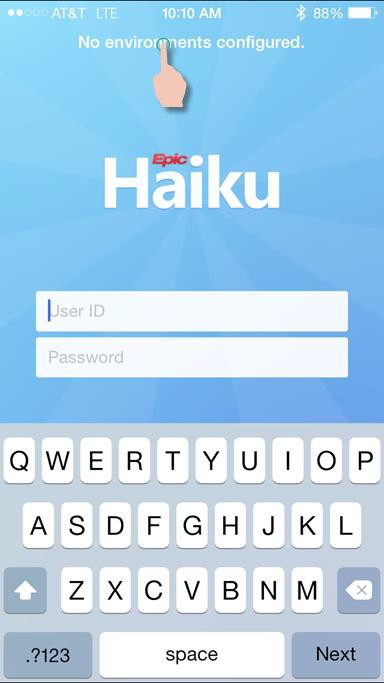 AT&T LTE 10:10 AM 88%
No environments configured.
Epic
Haiku
User ID
Password
Q W E R T Y U I O P
A S D F G H J K L
Z X C V B N M
.?123 space Next